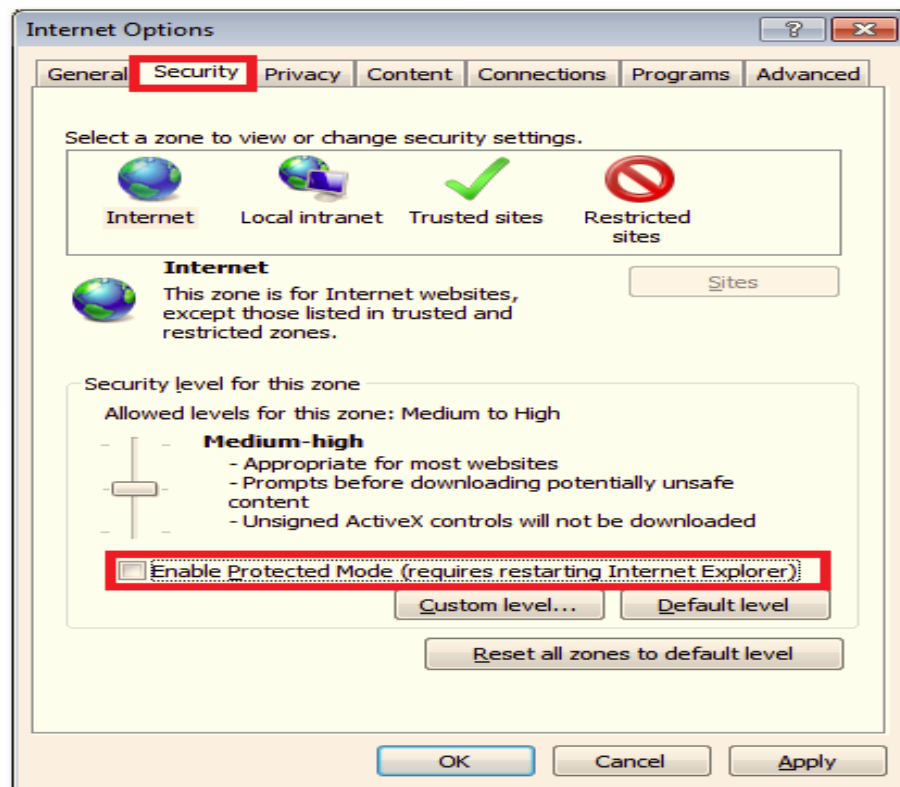 Internet Options
General Security Privacy Content Connections Programs Advanced
Select a zone to view or change security settings.
Internet Local intranet Trusted sites Restricted
sites
Internet
Sites
This zone is for Internet websites,
except those listed in trusted and
restricted zones.
Security level for this zone
Allowed levels for this zone: Medium to High
Medium-high
- Appropriate for most websites
- Prompts before downloading potentially unsafe
content
- Unsigned ActiveX controls will not be downloaded
Enable Protected Mode (requires restarting Internet Explorer)
Custom level... Default level
Reset all zones to default level
OK Cancel Apply